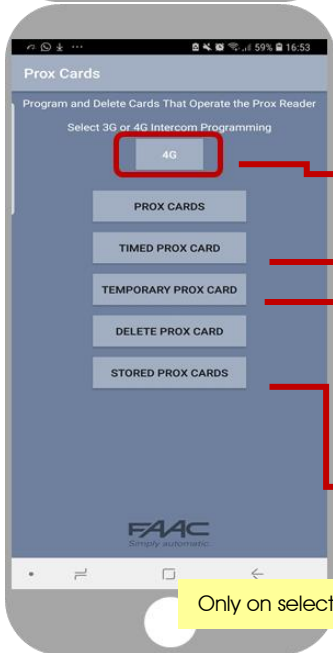 59% 16:53
Prox Cards
Program and Delete Cards That Operate the Prox Reader
Select 3G or 4G Intercom Programming
4G
PROX CARDS
TIMED PROX CARD
TEMPORARY PROX CARD
DELETE PROX CARD
STORED PROX CARDS
FAAC
Simply automatic
Only on select